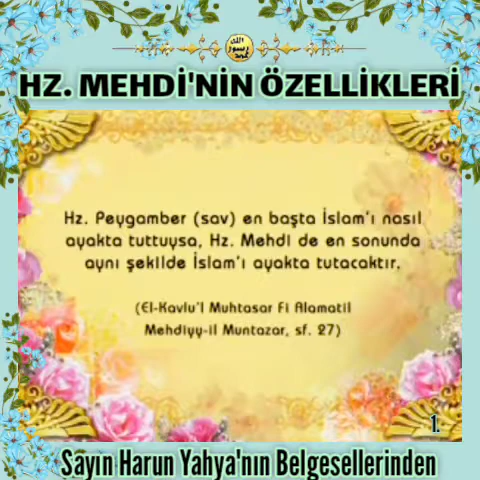 HZ. MEHDİ'NİN ÖZELLİKLERİ
Hz. Peygamber (sav) en başta İslam'ı nasıl
ayakta tuttuysa, Hz. Mehdi de en sonunda
aynı şekilde İslam'ı ayakta tutacaktır.
(El-Kavlu'l Muhtasar Fi Alamatil
Mehdiyy-il Muntazar, sf. 27)
1.
Sayın Harun Yahya'nın Belgesellerinden